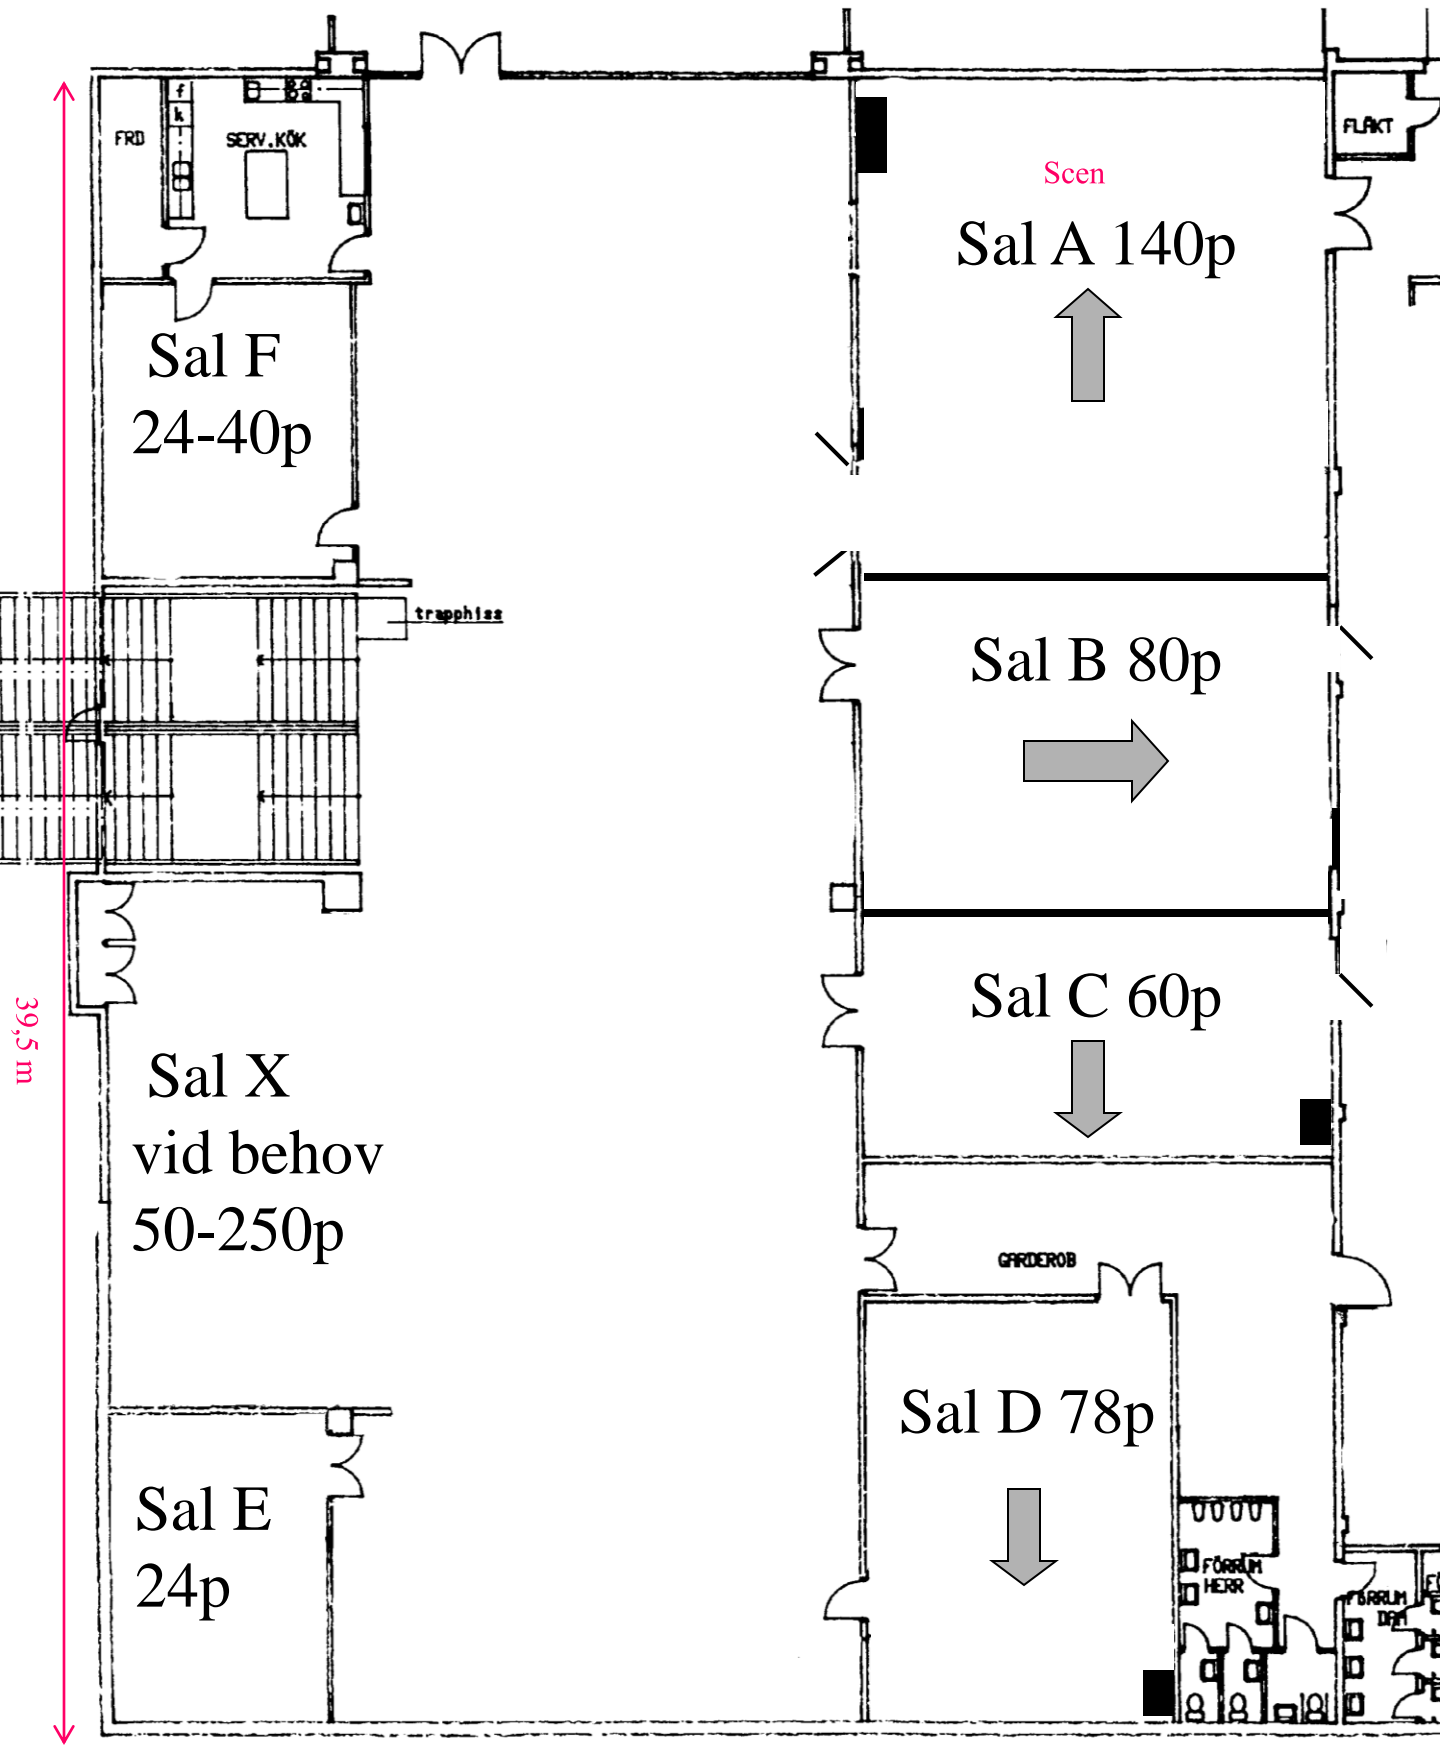 f
k
FRD
SERV.KÖK
FLÄKT
Scen
Sal A 140p
Sal F
24-40p
trapphiss
Sal B 80p
Sal C 60p
39,5 m
Sal X
vid behov
50-250p
GARDEROB
Sal D 78p
Sal E
24p
FÖRRUM
HERR
FÖRRUM
DAM